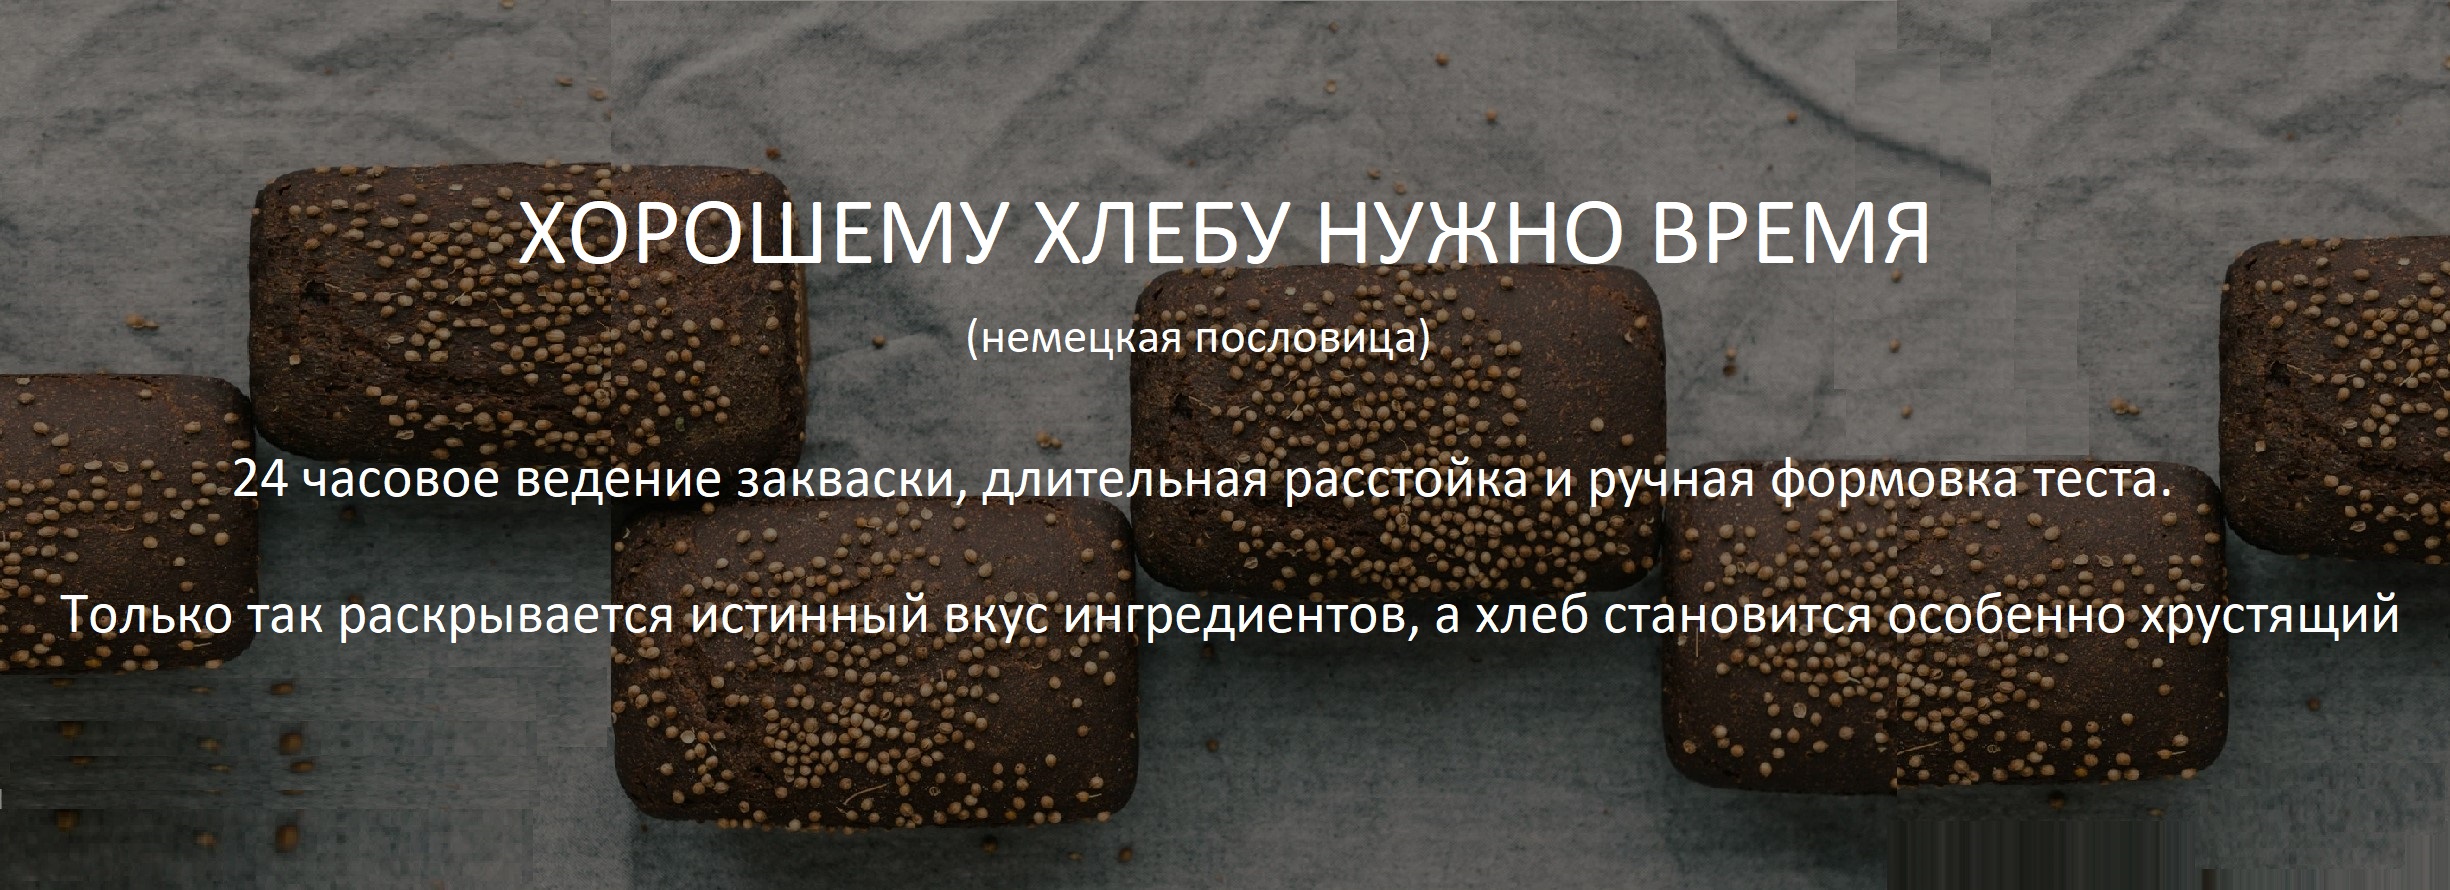 ХОРОШЕМУ ХЛЕБУ НУЖНО ВРЕМЯ
(немецкая пословица)
24 часовое ведение закваски, длительная расстойка и ручная формовка теста.
Только так раскрывается истинный вкус ингредиентов, а хлеб становится особенно хрустящий